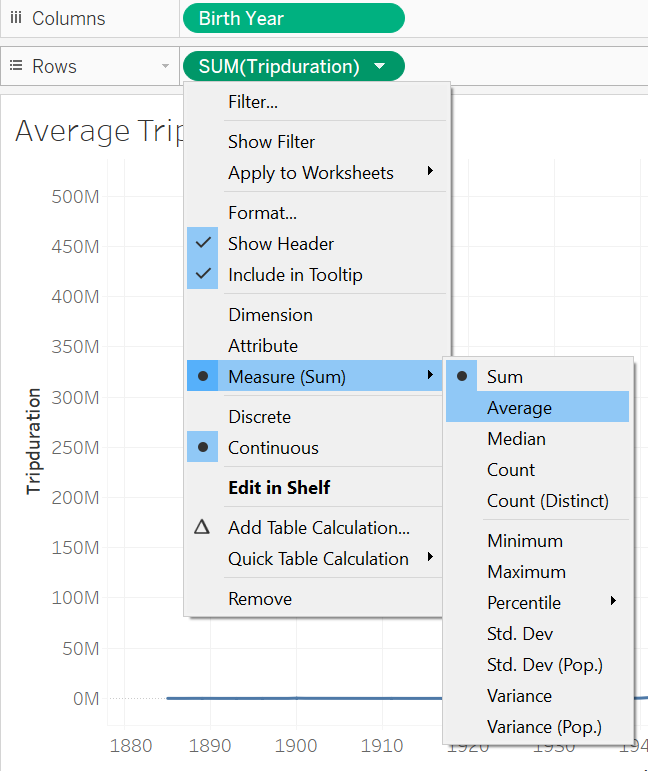 Columns
Birth Year
Rows
SUM(Tripduration)
Average Trip
Filter...
Show Filter
Apply to Worksheets
Format...
Show Header
Include in Tooltip
Dimension
Attribute
Measure (Sum)
Discrete
Continuous
Edit in Shelf
Add Table Calculation...
Quick Table Calculation
Remove
Sum
Average
Median
Count
Count (Distinct)
Minimum
Maximum
Percentile
Std. Dev
Std. Dev (Pop.)
Variance
Variance (Pop.)
Tripduration
500M
450M
400M
350M
300M
250M
200M
150M
100M
50M
0M
1880
1890
1900
1910
1920
1930